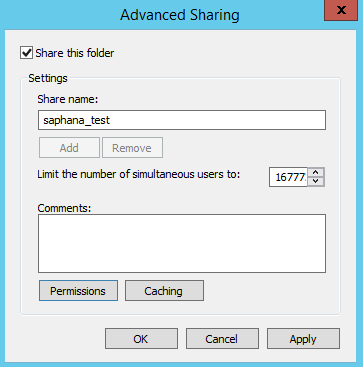 Advanced Sharing
x
Share this folder
Settings
Share name:
saphana_test
Add Remove
Limit the number of simultaneous users to: 16777
Comments:
Permissions Caching
OK Cancel Apply